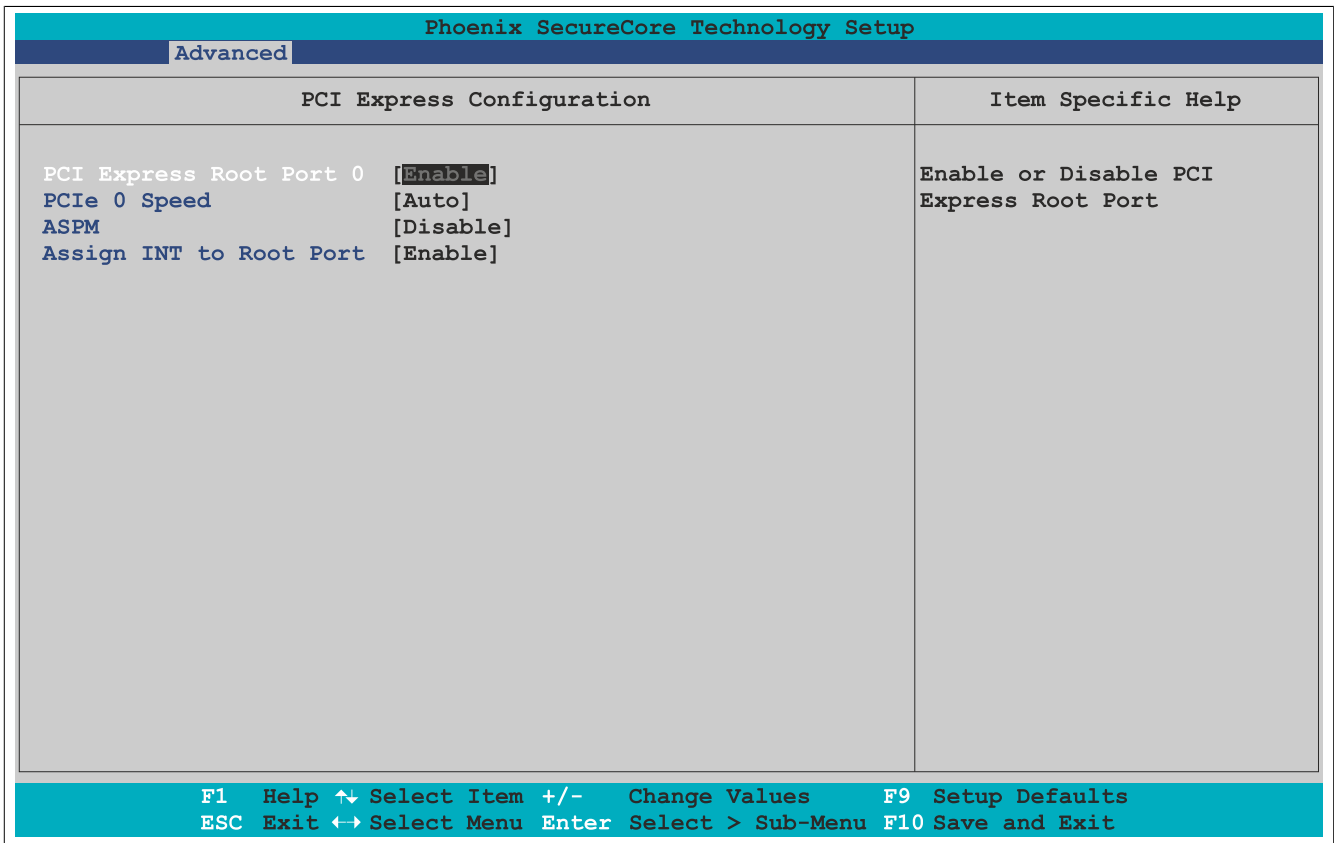 Phoenix SecureCore Technology Setup
Advanced
PCI Express Configuration
Item Specific Help
PCI Express Root Port 0 [Enable]
PCIe 0 Speed [Auto]
ASPM [Disable]
Assign INT to Root Port [Enable]
Enable or Disable PCI
Express Root Port
F1 Help ↑↓ Select Item +/- Change Values F9 Setup Defaults
ESC Exit ←→ Select Menu Enter Select > Sub-Menu F10 Save and Exit